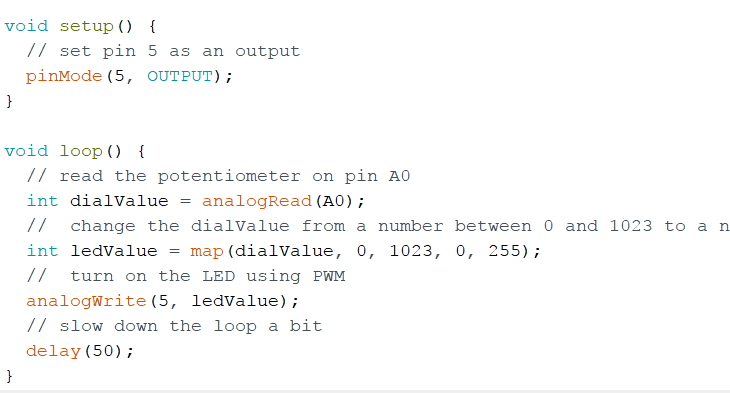 void setup() {
  // set pin 5 as an output
  pinMode(5, OUTPUT);
}

void loop() {
  // read the potentiometer on pin A0
  int dialValue = analogRead(A0);
  //  change the dialValue from a number between 0 and 1023 to a n
  int ledValue = map(dialValue, 0, 1023, 0, 255);
  //  turn on the LED using PWM
  analogWrite(5, ledValue);
  // slow down the loop a bit
  delay(50);
}